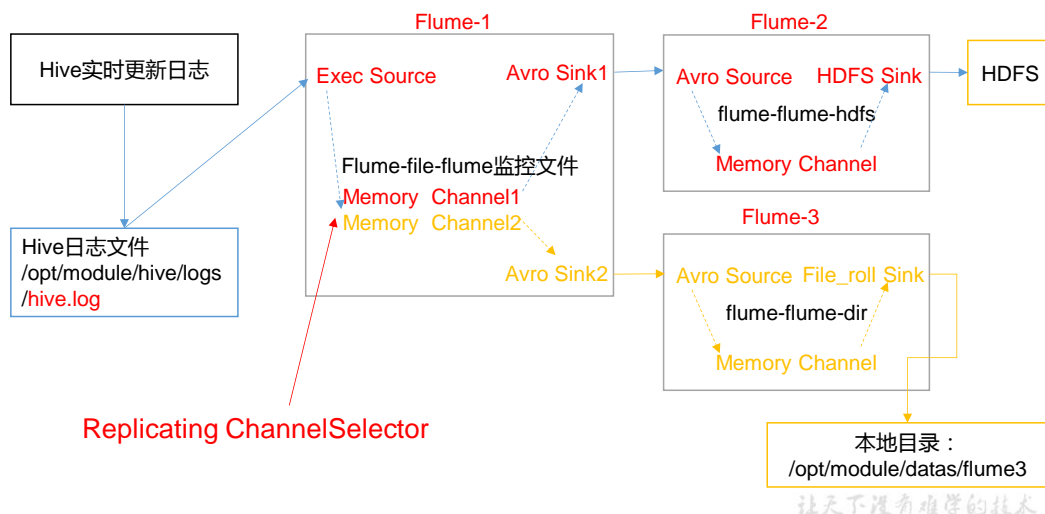 Flume-1
Flume-2
Hive实时更新日志
Exec Source
Avro Sink1
Avro Source
HDFS Sink
HDFS
flume-flume-hdfs
Memory Channel
Flume-file-flume监控文件
Memory Channel1
Memory Channel2
Avro Sink2
Flume-3
Hive日志文件
/opt/module/hive/logs
/hive.log
Avro Source
File_roll Sink
flume-flume-dir
Memory Channel
Replicating ChannelSelector
本地目录：
/opt/module/datas/flume3
让天下没有难学的技术